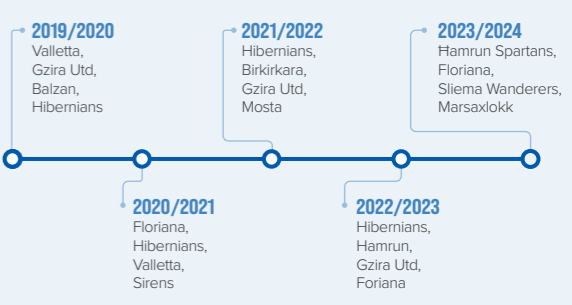 2019/2020
Valletta,
Gzira Utd,
Balzan,
Hibernians
2021/2022
Hibernians,
Birkirkara,
Gzira Utd,
Mosta
2023/2024
Ħamrun Spartans,
Floriana,
Sliema Wanderers,
Marsaxlokk
2020/2021
Floriana,
Hibernians,
Valletta,
Sirens
2022/2023
Hibernians,
Hamrun,
Gzira Utd,
Foriana